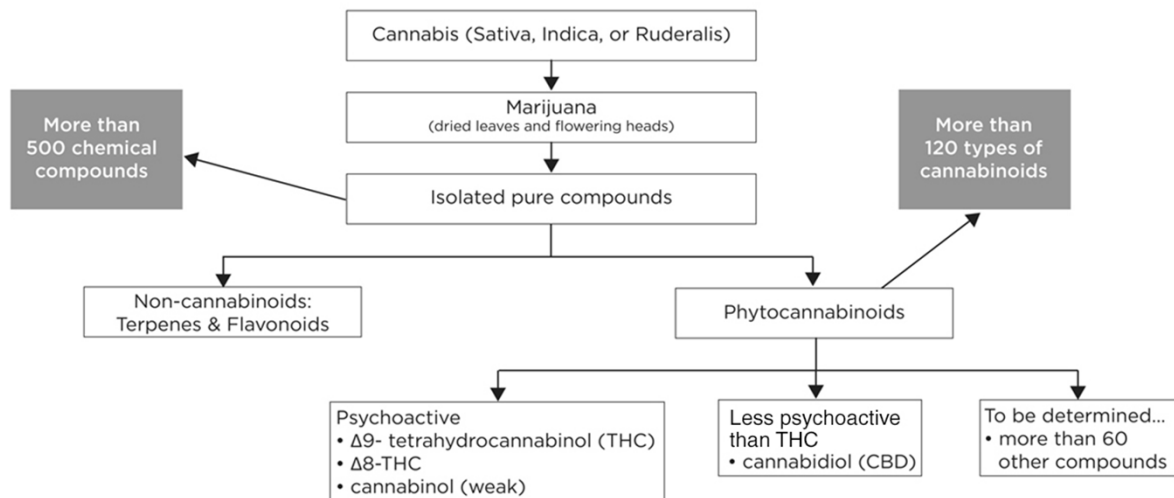 Cannabis (Sativa, Indica, or Ruderalis)
Marijuana
(dried leaves and flowering heads)
More than
500 chemical
compounds
More than
120 types of
cannabinoids
Isolated pure compounds
Non-cannabinoids:
Terpenes & Flavonoids
Phytocannabinoids
Psychoactive
• Δ9- tetrahydrocannabinol (THC)
• Δ8-THC
• cannabinol (weak)
Less psychoactive
than THC
• cannabidiol (CBD)
To be determined...
• more than 60
other compounds